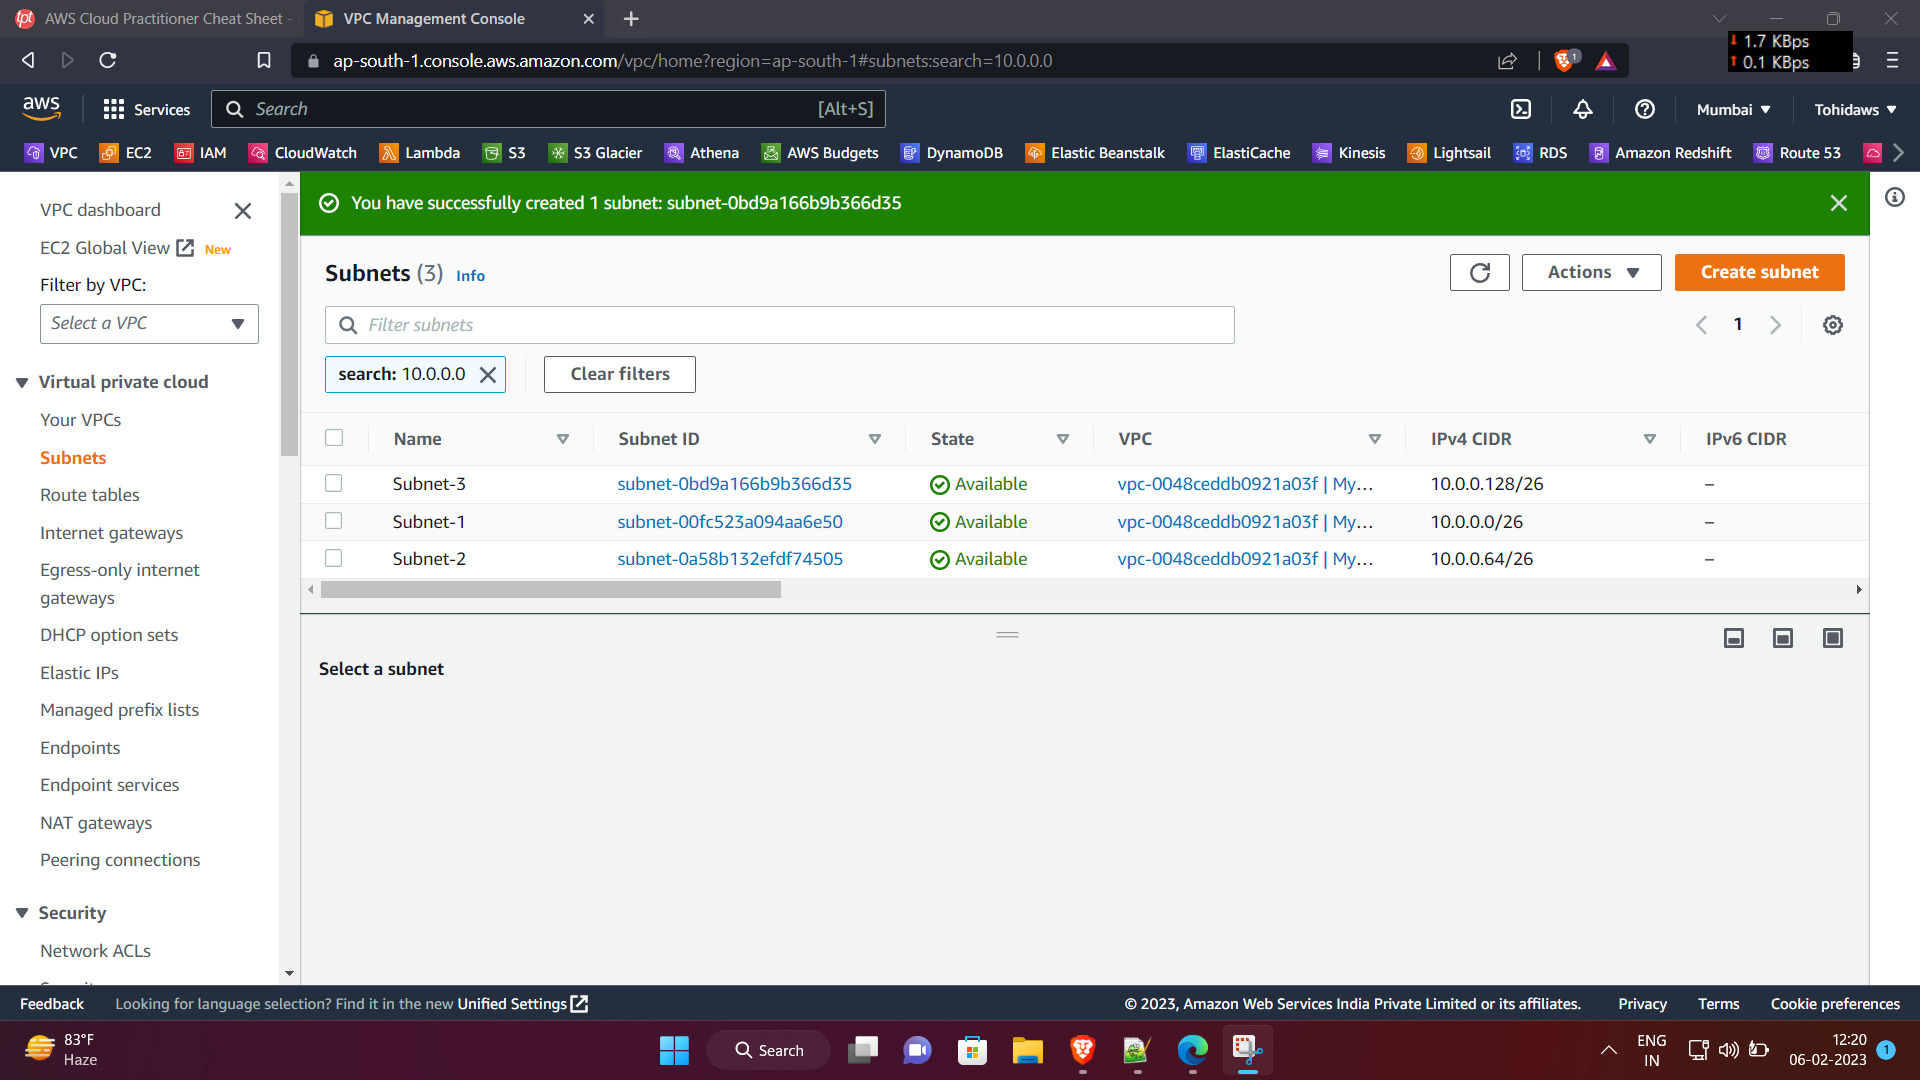 AWS Cloud Practitioner Cheat Sheet -
VPC Management Console
1.7 KBps
0.1 KBps
ap-south-1.console.aws.amazon.com/vpc/home?region=ap-south-1#subnets:search=10.0.0.0
1
aws
Services
Search
[Alt+S]
Mumbai
Tohidaws
VPC
EC2
IAM
CloudWatch
Lambda
S3
S3 Glacier
Athena
AWS Budgets
DynamoDB
Elastic Beanstalk
ElastiCache
Kinesis
Lightsail
RDS
Amazon Redshift
Route 53
VPC dashboard
EC2 Global View New
Filter by VPC:
Select a VPC
Virtual private cloud
Your VPCs
Subnets
Route tables
Internet gateways
Egress-only internet
gateways
DHCP option sets
Elastic IPs
Managed prefix lists
Endpoints
Endpoint services
NAT gateways
Peering connections
Security
Network ACLs
You have successfully created 1 subnet: subnet-0bd9a166b9b366d35
Subnets (3) Info
Actions
Create subnet
Filter subnets
1
search: 10.0.0.0
Clear filters
Name Subnet ID State VPC IPv4 CIDR IPv6 CIDR
Subnet-3 subnet-0bd9a166b9b366d35 Available vpc-0048ceddb0921a03f | My... 10.0.0.128/26 –
Subnet-1 subnet-00fc523a094aa6e50 Available vpc-0048ceddb0921a03f | My... 10.0.0.0/26 –
Subnet-2 subnet-0a58b132efdf74505 Available vpc-0048ceddb0921a03f | My... 10.0.0.64/26 –
Select a subnet
Feedback
Looking for language selection? Find it in the new Unified Settings
© 2023, Amazon Web Services India Private Limited or its affiliates.
Privacy
Terms
Cookie preferences
83°F
Haze
Search
ENG
IN
12:20
06-02-2023
1